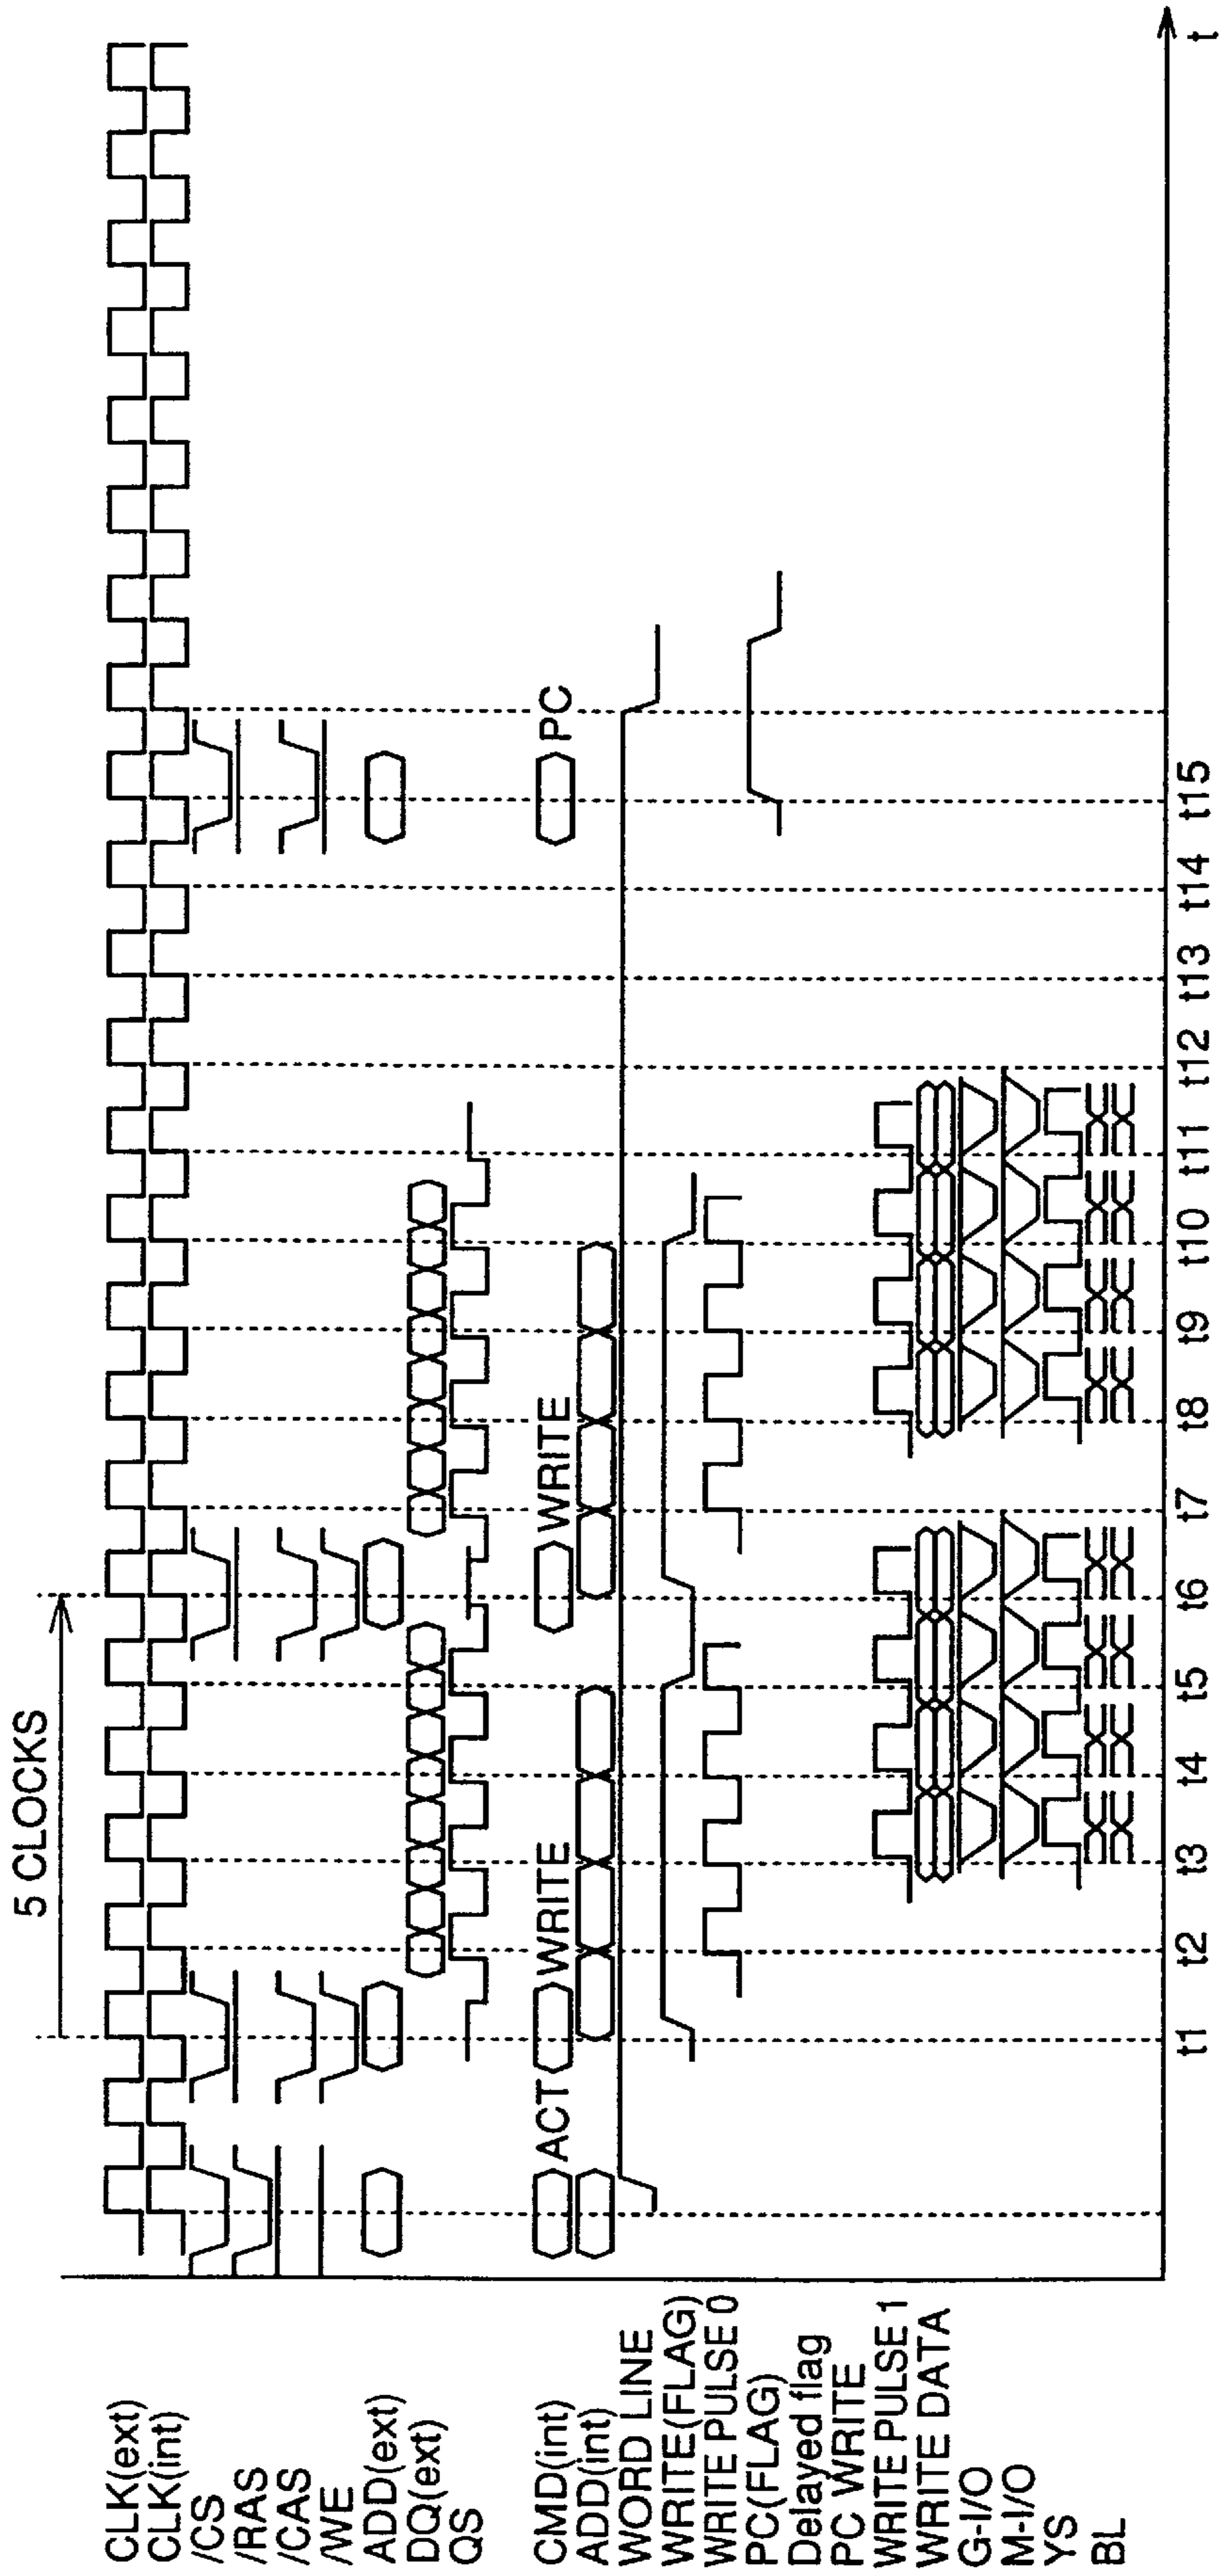 5 CLOCKS
CLK(ext)
CLK(int)
/CS
/RAS
/CAS
/WE
ADD(ext)
DQ(ext)
QS
CMD(int) ACT WRITE WRITE PC
ADD(int)
WORD LINE
WRITE(FLAG)
WRITE PULSE 0
PC(FLAG)
Delayed flag
PC WRITE
WRITE PULSE 1
WRITE DATA
G-I/O
M-I/O
YS
BL
t1 t2 t3 t4 t5 t6 t7 t8 t9 t10 t11 t12 t13 t14 t15 t